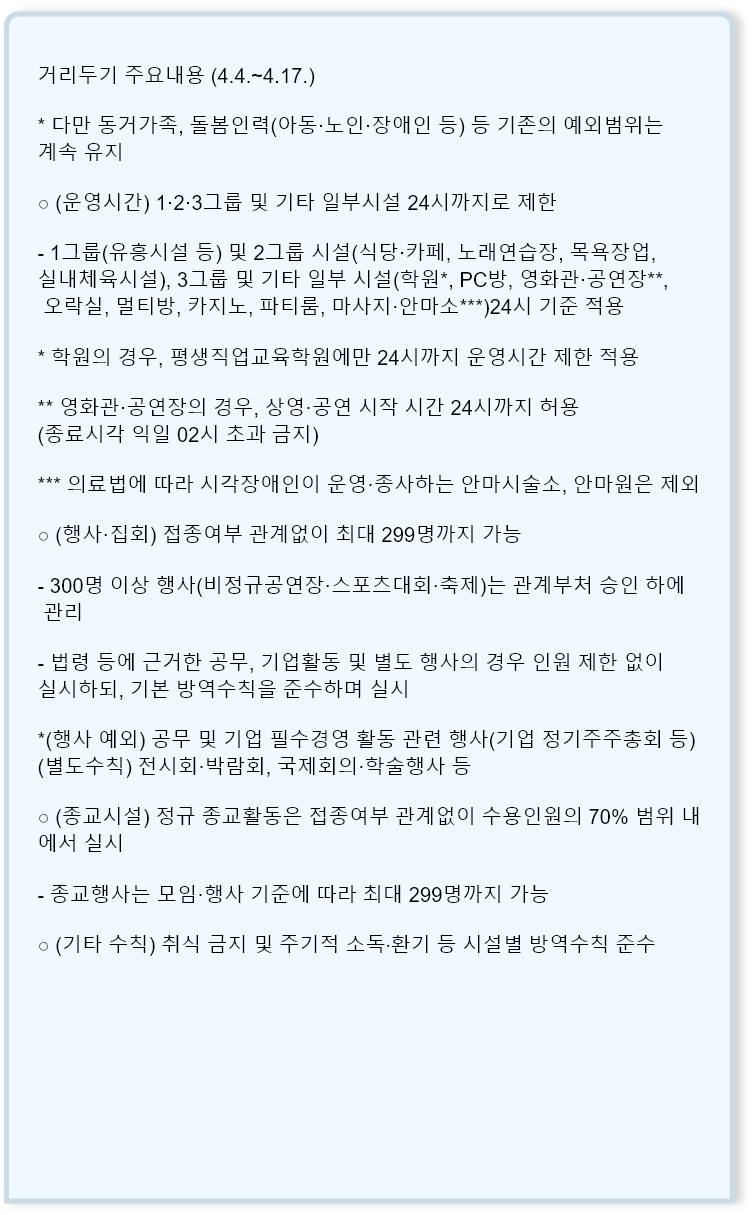 거리두기 주요내용 (4.4.~4.17.)
* 다만 동거가족, 돌봄인력(아동·노인·장애인 등) 등 기존의 예외범위는
계속 유지
○ (운영시간) 1·2·3그룹 및 기타 일부시설 24시까지로 제한
- 1그룹(유흥시설 등) 및 2그룹 시설(식당·카페, 노래연습장, 목욕장업,
실내체육시설), 3그룹 및 기타 일부 시설(학원*, PC방, 영화관·공연장**,
오락실, 멀티방, 카지노, 파티룸, 마사지·안마소***)24시 기준 적용
* 학원의 경우, 평생직업교육학원에만 24시까지 운영시간 제한 적용
** 영화관·공연장의 경우, 상영·공연 시작 시간 24시까지 허용
(종료시각 익일 02시 초과 금지)
*** 의료법에 따라 시각장애인이 운영·종사하는 안마시술소, 안마원은 제외
○ (행사·집회) 접종여부 관계없이 최대 299명까지 가능
- 300명 이상 행사(비정규공연장·스포츠대회·축제)는 관계부처 승인 하에
관리
- 법령 등에 근거한 공무, 기업활동 및 별도 행사의 경우 인원 제한 없이
실시하되, 기본 방역수칙을 준수하며 실시
*(행사 예외) 공무 및 기업 필수경영 활동 관련 행사(기업 정기주주총회 등)
(별도수칙) 전시회·박람회, 국제회의·학술행사 등
○ (종교시설) 정규 종교활동은 접종여부 관계없이 수용인원의 70% 범위 내
에서 실시
- 종교행사는 모임·행사 기준에 따라 최대 299명까지 가능
○ (기타 수칙) 취식 금지 및 주기적 소독·환기 등 시설별 방역수칙 준수